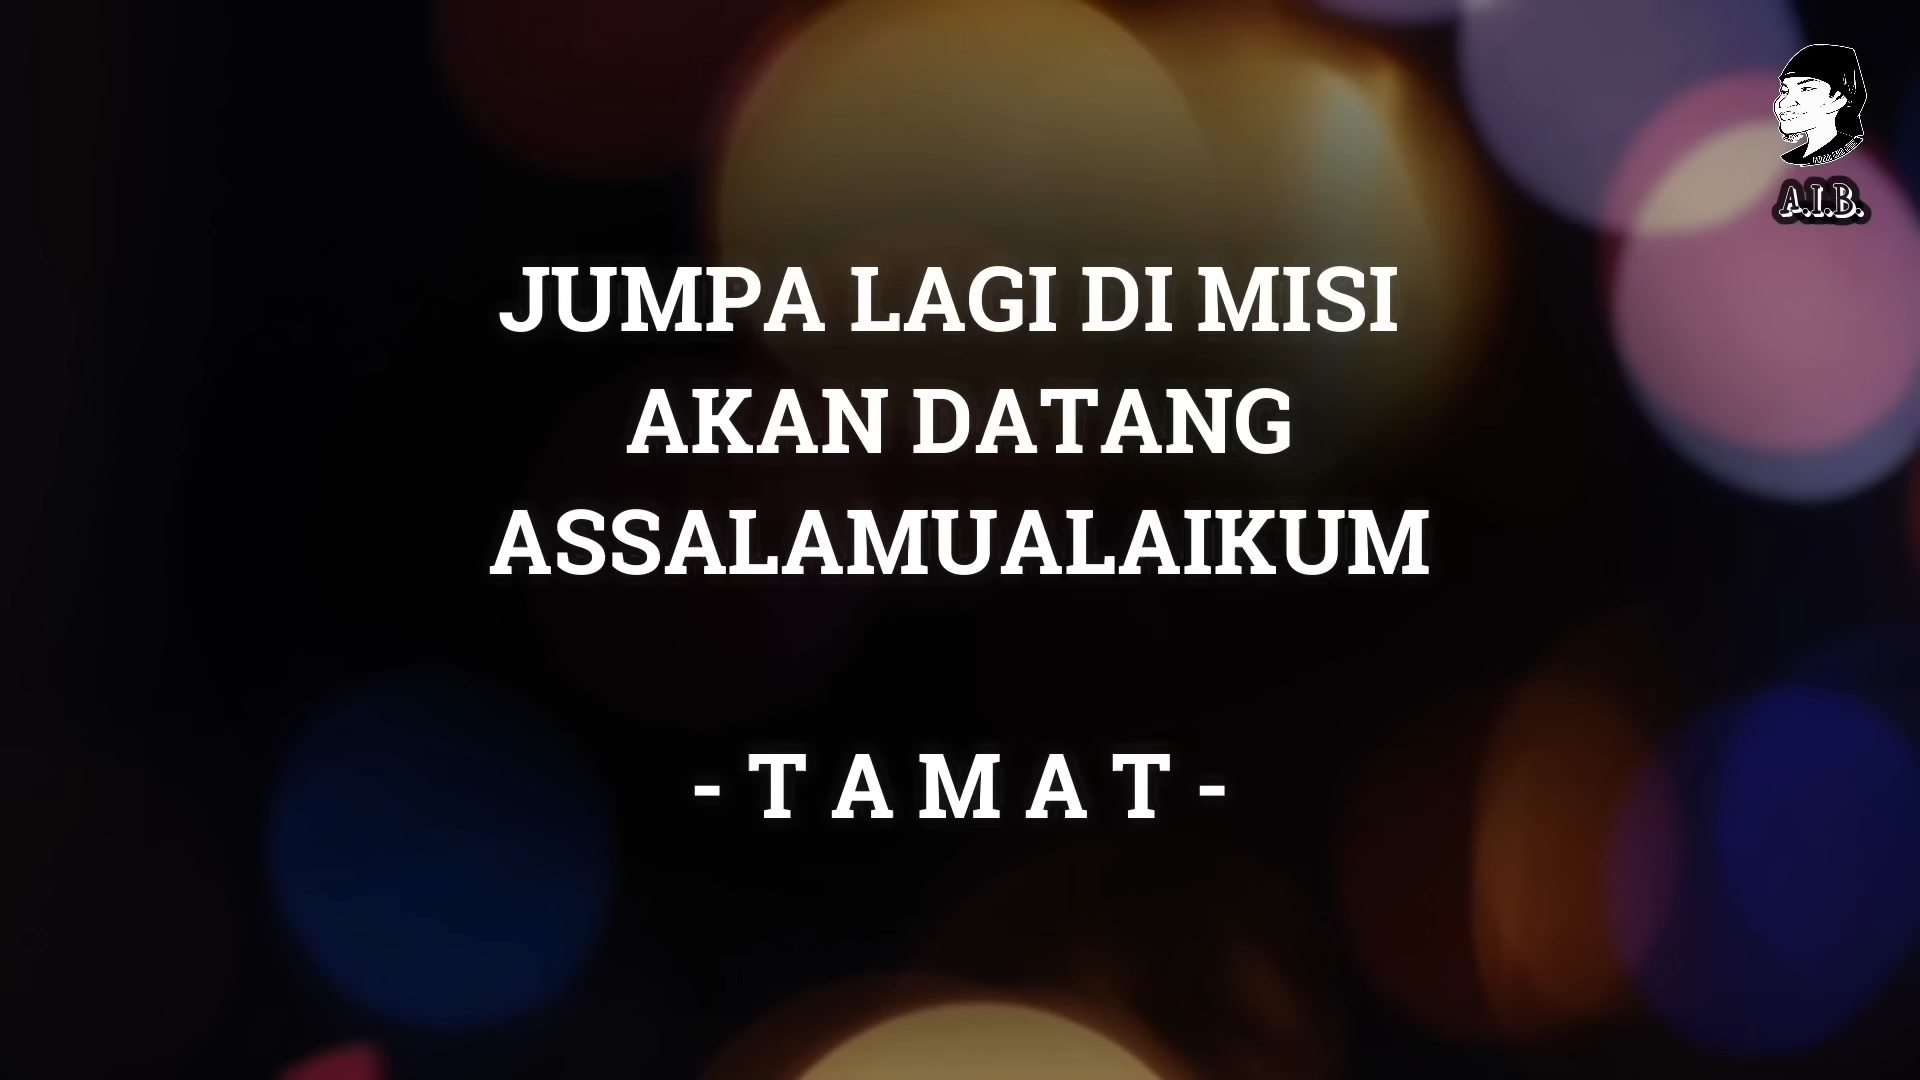 A.I.B.
JUMPA LAGI DI MISI
AKAN DATANG
ASSALAMUALAIKUM
- T A M A T -